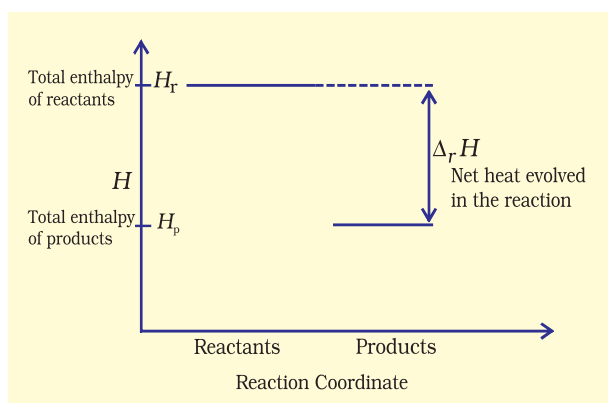 Total enthalpy
of reactants
Hr
ΔrH
Net heat evolved
in the reaction
H
Total enthalpy
of products
Hp
Reactants
Products
Reaction Coordinate